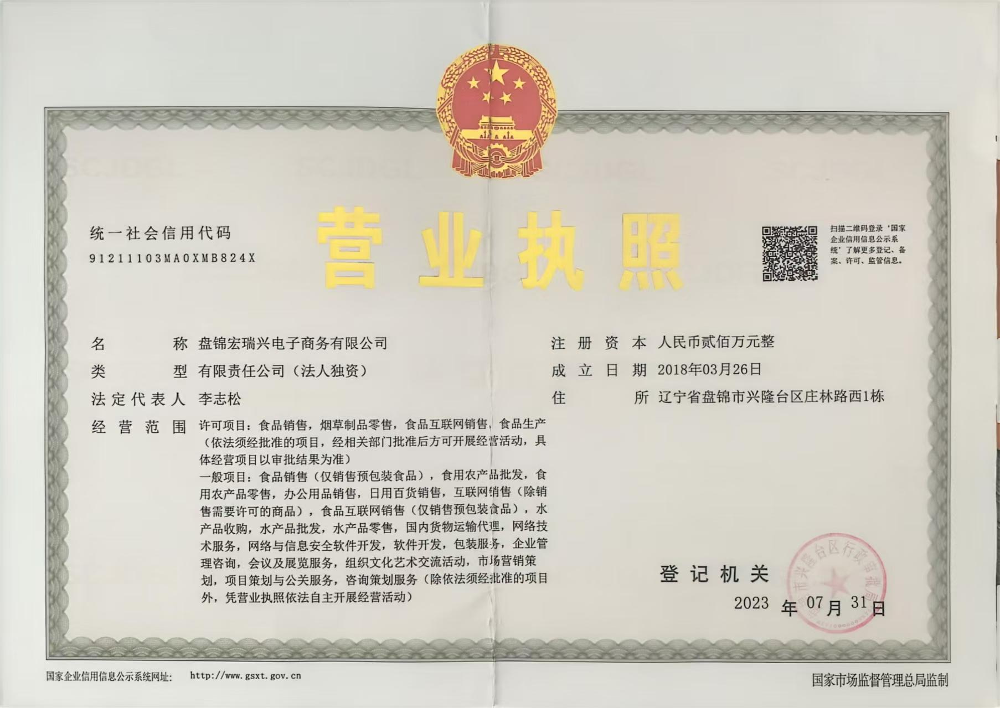 统一社会信用代码
91211103MA0XMB824X
营业执照
扫描二维码登录‘国家
企业信用信息公示系
统’了解更多登记、备
案、许可、监管信息。
名称 盘锦宏瑞兴电子商务有限公司
类型 有限责任公司（法人独资）
法定代表人 李志松
经营范围 许可项目：食品销售，烟草制品零售，食品互联网销售，食品生产
（依法须经批准的项目，经相关部门批准后方可开展经营活动，具
体经营项目以审批结果为准）
一般项目：食品销售（仅销售预包装食品），食用农产品批发，食
用农产品零售，办公用品销售，日用百货销售，互联网销售（除销
售需要许可的商品），食品互联网销售（仅销售预包装食品），水
产品收购，水产品批发，水产品零售，国内货物运输代理，网络技
术服务，网络与信息安全软件开发，软件开发，包装服务，企业管
理咨询，会议及展览服务，组织文化艺术交流活动，市场营销策
划，项目策划与公关服务，咨询策划服务（除依法须经批准的项目
外，凭营业执照依法自主开展经营活动）
注册资本 人民币贰佰万元整
成立日期 2018年03月26日
住所 辽宁省盘锦市兴隆台区庄林路西1栋
登记机关
市兴隆台区行政审批局
2023 年 07 月 31 日
国家企业信用信息公示系统网址： http://www.gsxt.gov.cn
国家市场监督管理总局监制